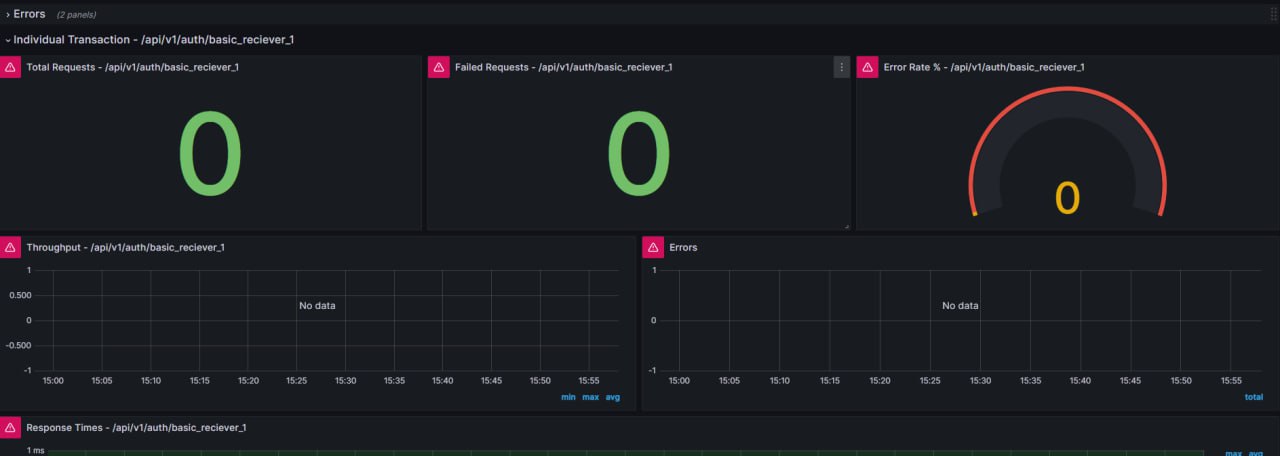 Errors (2 panels)
Individual Transaction - /api/v1/auth/basic_reciever_1
Total Requests - /api/v1/auth/basic_reciever_1
0
Failed Requests - /api/v1/auth/basic_reciever_1
0
Error Rate % - /api/v1/auth/basic_reciever_1
0
Throughput - /api/v1/auth/basic_reciever_1
1
0.500
0
-0.500
-1
No data
15:00 15:05 15:10 15:15 15:20 15:25 15:30 15:35 15:40 15:45 15:50 15:55
min max avg
Errors
1
0
-1
No data
15:00 15:05 15:10 15:15 15:20 15:25 15:30 15:35 15:40 15:45 15:50 15:55
total
Response Times - /api/v1/auth/basic_reciever_1
1 ms
max avg